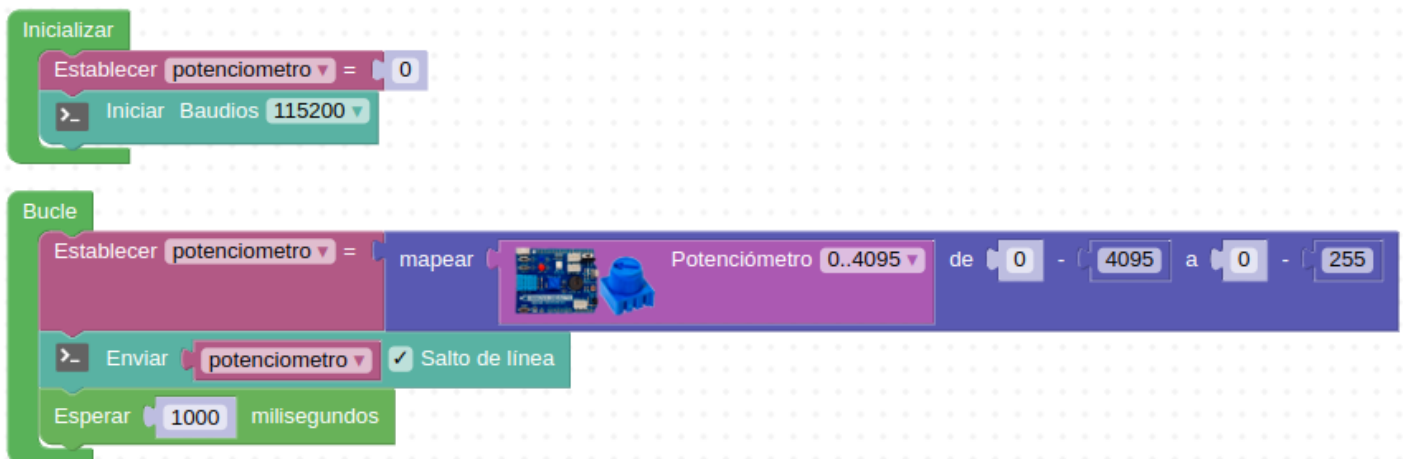 Inicializar
Establecer potenciometro ▾ = 0
>_ Iniciar Baudios 115200 ▾
Bucle
Establecer potenciometro ▾ = mapear Potenciómetro 0..4095 ▾ de 0 - 4095 a 0 - 255
>_ Enviar potenciometro ▾ ✓ Salto de línea
Esperar 1000 milisegundos